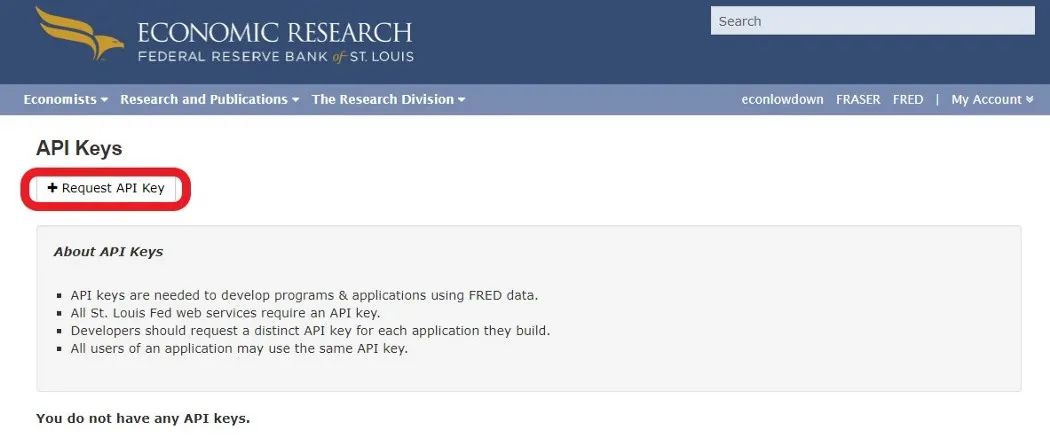 ECONOMIC RESEARCH
FEDERAL RESERVE BANK of ST. LOUIS
Search
Economists Research and Publications The Research Division econlowdown FRASER FRED | My Account
API Keys
+ Request API Key
About API Keys
▪ API keys are needed to develop programs & applications using FRED data.
▪ All St. Louis Fed web services require an API key.
▪ Developers should request a distinct API key for each application they build.
▪ All users of an application may use the same API key.
You do not have any API keys.